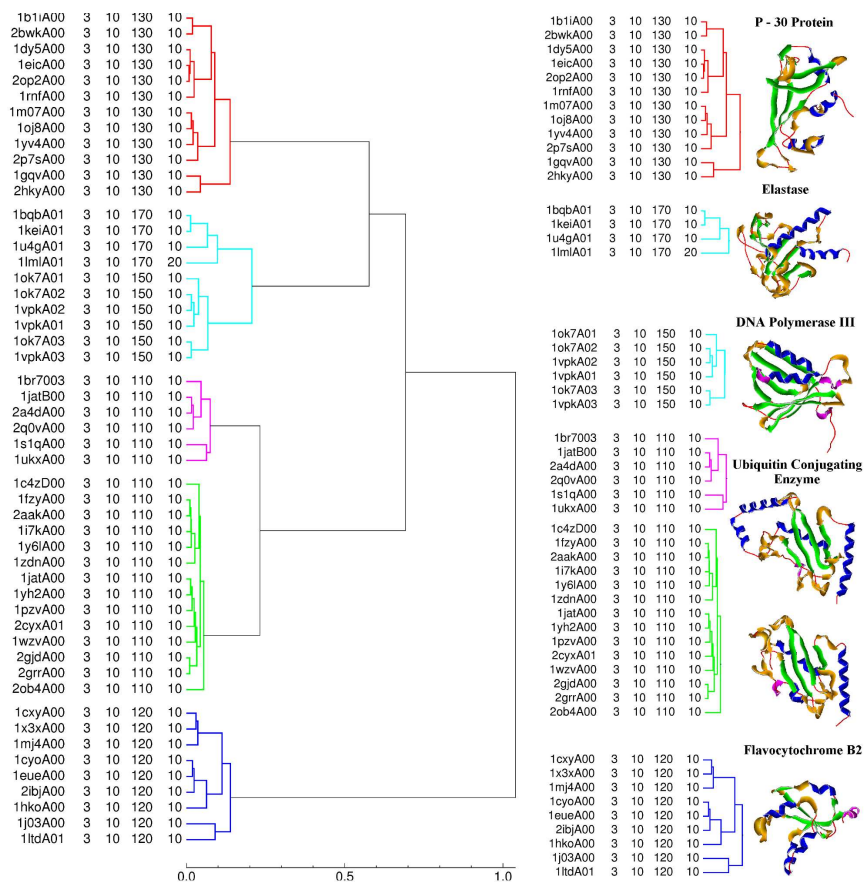 1b1iA00 3 10 130 10
2bwkA00 3 10 130 10
1dy5A00 3 10 130 10
1eicA00 3 10 130 10
2op2A00 3 10 130 10
1rnfA00 3 10 130 10
1m07A00 3 10 130 10
1oj8A00 3 10 130 10
1yv4A00 3 10 130 10
2p7sA00 3 10 130 10
1gqvA00 3 10 130 10
2hkyA00 3 10 130 10
1bqbA01 3 10 170 10
1keiA01 3 10 170 10
1u4gA01 3 10 170 10
1lmlA01 3 10 170 20
1ok7A01 3 10 150 10
1ok7A02 3 10 150 10
1vpkA02 3 10 150 10
1vpkA01 3 10 150 10
1ok7A03 3 10 150 10
1vpkA03 3 10 150 10
1br7003 3 10 110 10
1jatB00 3 10 110 10
2a4dA00 3 10 110 10
2q0vA00 3 10 110 10
1s1qA00 3 10 110 10
1ukxA00 3 10 110 10
1c4zD00 3 10 110 10
1fzyA00 3 10 110 10
2aakA00 3 10 110 10
1i7kA00 3 10 110 10
1y6lA00 3 10 110 10
1zdnA00 3 10 110 10
1jatA00 3 10 110 10
1yh2A00 3 10 110 10
1pzvA00 3 10 110 10
2cyxA01 3 10 110 10
1wzvA00 3 10 110 10
2gjdA00 3 10 110 10
2grrA00 3 10 110 10
2ob4A00 3 10 110 10
1cxyA00 3 10 120 10
1x3xA00 3 10 120 10
1mj4A00 3 10 120 10
1cyoA00 3 10 120 10
1eueA00 3 10 120 10
2ibjA00 3 10 120 10
1hkoA00 3 10 120 10
1j03A00 3 10 120 10
1ltdA01 3 10 120 10
0.0 0.5 1.0
P - 30 Protein
1b1iA00 3 10 130 10
2bwkA00 3 10 130 10
1dy5A00 3 10 130 10
1eicA00 3 10 130 10
2op2A00 3 10 130 10
1rnfA00 3 10 130 10
1m07A00 3 10 130 10
1oj8A00 3 10 130 10
1yv4A00 3 10 130 10
2p7sA00 3 10 130 10
1gqvA00 3 10 130 10
2hkyA00 3 10 130 10
Elastase
1bqbA01 3 10 170 10
1keiA01 3 10 170 10
1u4gA01 3 10 170 10
1lmlA01 3 10 170 20
DNA Polymerase III
1ok7A01 3 10 150 10
1ok7A02 3 10 150 10
1vpkA02 3 10 150 10
1vpkA01 3 10 150 10
1ok7A03 3 10 150 10
1vpkA03 3 10 150 10
Ubiquitin Conjugating
Enzyme
1br7003 3 10 110 10
1jatB00 3 10 110 10
2a4dA00 3 10 110 10
2q0vA00 3 10 110 10
1s1qA00 3 10 110 10
1ukxA00 3 10 110 10
1c4zD00 3 10 110 10
1fzyA00 3 10 110 10
2aakA00 3 10 110 10
1i7kA00 3 10 110 10
1y6lA00 3 10 110 10
1zdnA00 3 10 110 10
1jatA00 3 10 110 10
1yh2A00 3 10 110 10
1pzvA00 3 10 110 10
2cyxA01 3 10 110 10
1wzvA00 3 10 110 10
2gjdA00 3 10 110 10
2grrA00 3 10 110 10
2ob4A00 3 10 110 10
Flavocytochrome B2
1cxyA00 3 10 120 10
1x3xA00 3 10 120 10
1mj4A00 3 10 120 10
1cyoA00 3 10 120 10
1eueA00 3 10 120 10
2ibjA00 3 10 120 10
1hkoA00 3 10 120 10
1j03A00 3 10 120 10
1ltdA01 3 10 120 10